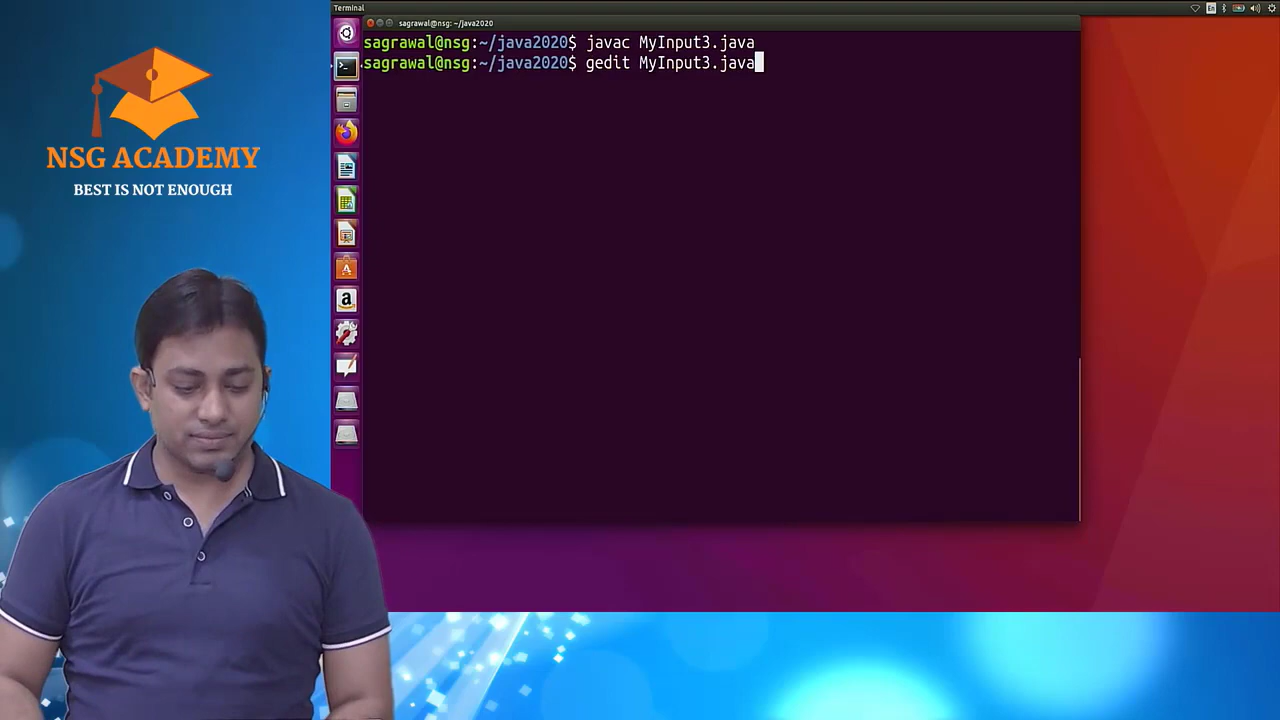 Terminal
En
sagrawal@nsg: ~/java2020
sagrawal@nsg:~/java2020$ javac MyInput3.java
sagrawal@nsg:~/java2020$ gedit MyInput3.java
NSG ACADEMY
BEST IS NOT ENOUGH